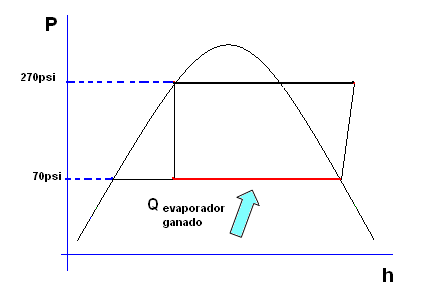 P
270psi
70psi
Q evaporador
ganado
h